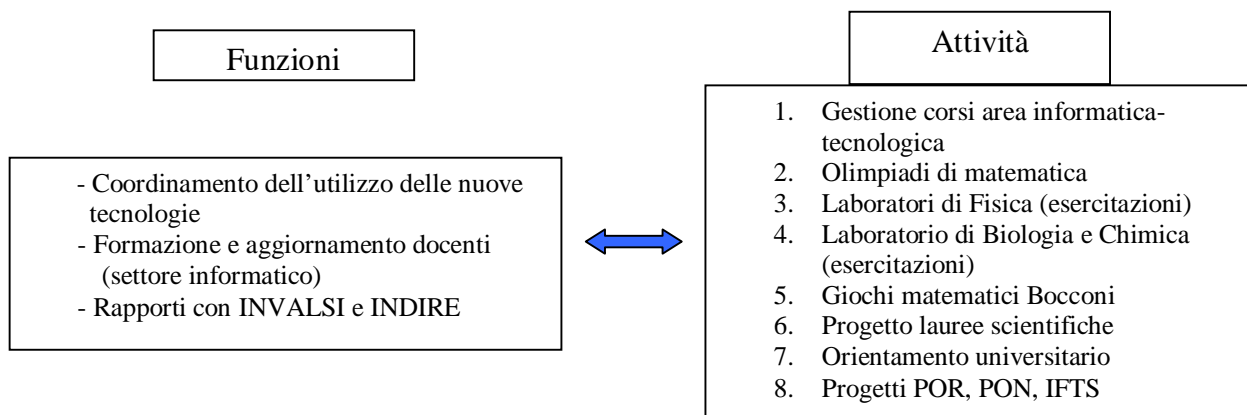 Funzioni
- Coordinamento dell'utilizzo delle nuove
tecnologie
- Formazione e aggiornamento docenti
(settore informatico)
- Rapporti con INVALSI e INDIRE
Attività
1. Gestione corsi area informatica-
tecnologica
2. Olimpiadi di matematica
3. Laboratori di Fisica (esercitazioni)
4. Laboratorio di Biologia e Chimica
(esercitazioni)
5. Giochi matematici Bocconi
6. Progetto lauree scientifiche
7. Orientamento universitario
8. Progetti POR, PON, IFTS